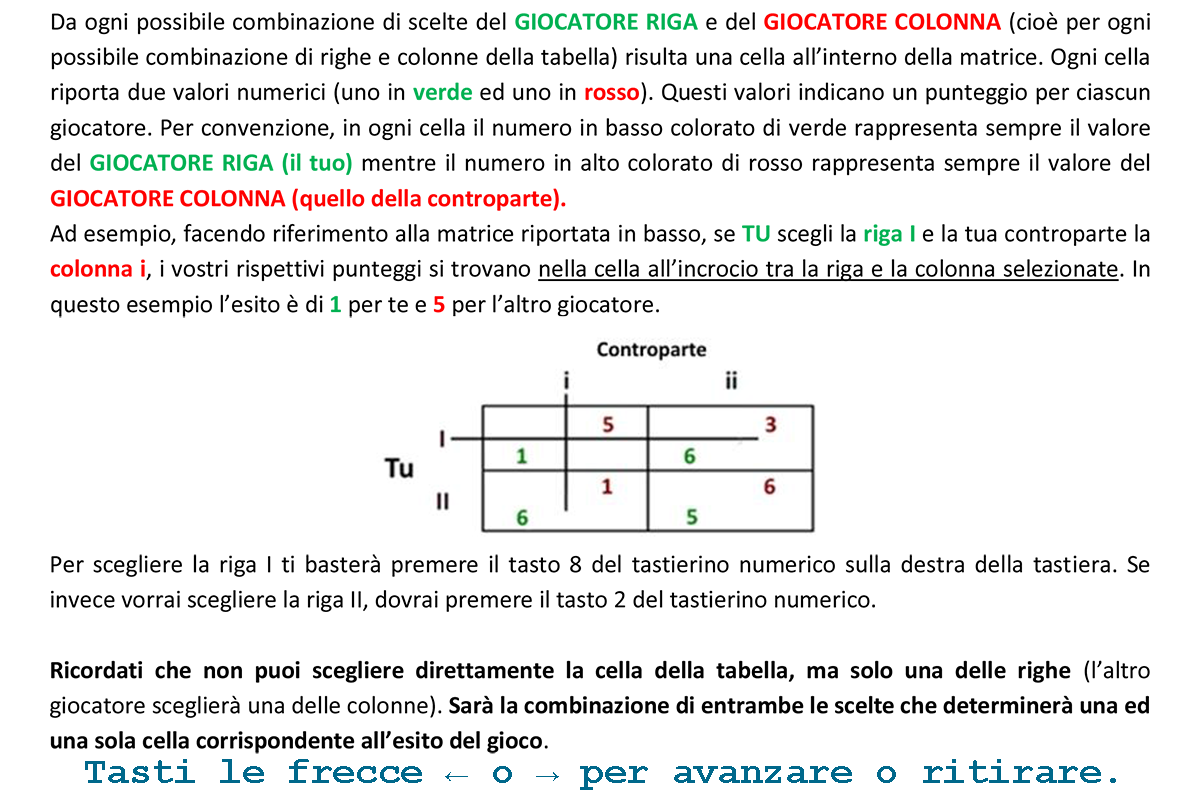 Da ogni possibile combinazione di scelte del GIOCATORE RIGA e del GIOCATORE COLONNA (cioè per ogni
possibile combinazione di righe e colonne della tabella) risulta una cella all’interno della matrice. Ogni cella
riporta due valori numerici (uno in verde ed uno in rosso). Questi valori indicano un punteggio per ciascun
giocatore. Per convenzione, in ogni cella il numero in basso colorato di verde rappresenta sempre il valore
del GIOCATORE RIGA (il tuo) mentre il numero in alto colorato di rosso rappresenta sempre il valore del
GIOCATORE COLONNA (quello della controparte).
Ad esempio, facendo riferimento alla matrice riportata in basso, se TU scegli la riga I e la tua controparte la
colonna i, i vostri rispettivi punteggi si trovano nella cella all’incrocio tra la riga e la colonna selezionate. In
questo esempio l’esito è di 1 per te e 5 per l’altro giocatore.
Controparte
i ii
5 3
I
1 6
Tu
1 6
II
6 5
Per scegliere la riga I ti basterà premere il tasto 8 del tastierino numerico sulla destra della tastiera. Se
invece vorrai scegliere la riga II, dovrai premere il tasto 2 del tastierino numerico.
Ricordati che non puoi scegliere direttamente la cella della tabella, ma solo una delle righe (l’altro
giocatore sceglierà una delle colonne). Sarà la combinazione di entrambe le scelte che determinerà una ed
una sola cella corrispondente all’esito del gioco.
Tasti le frecce ← o → per avanzare o ritirare.